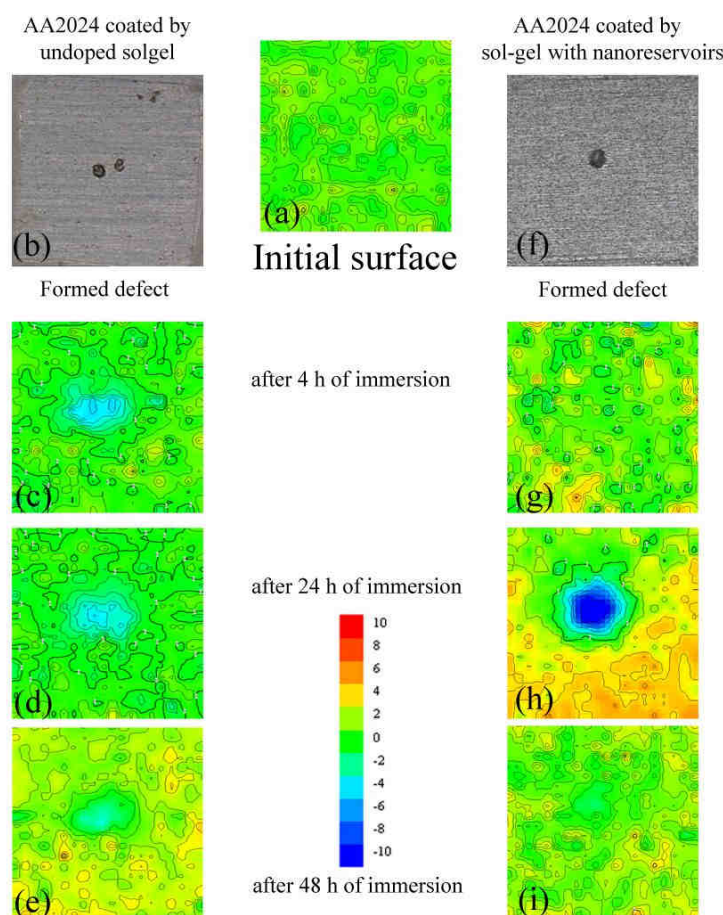 AA2024 coated by
undoped solgel
AA2024 coated by
sol-gel with nanoreservoirs
(a)
(b)
(f)
Initial surface
Formed defect
Formed defect
after 4 h of immersion
(c)
(g)
after 24 h of immersion
(d)
(h)
10
8
6
4
2
0
-2
-4
-6
-8
-10
after 48 h of immersion
(e)
(i)